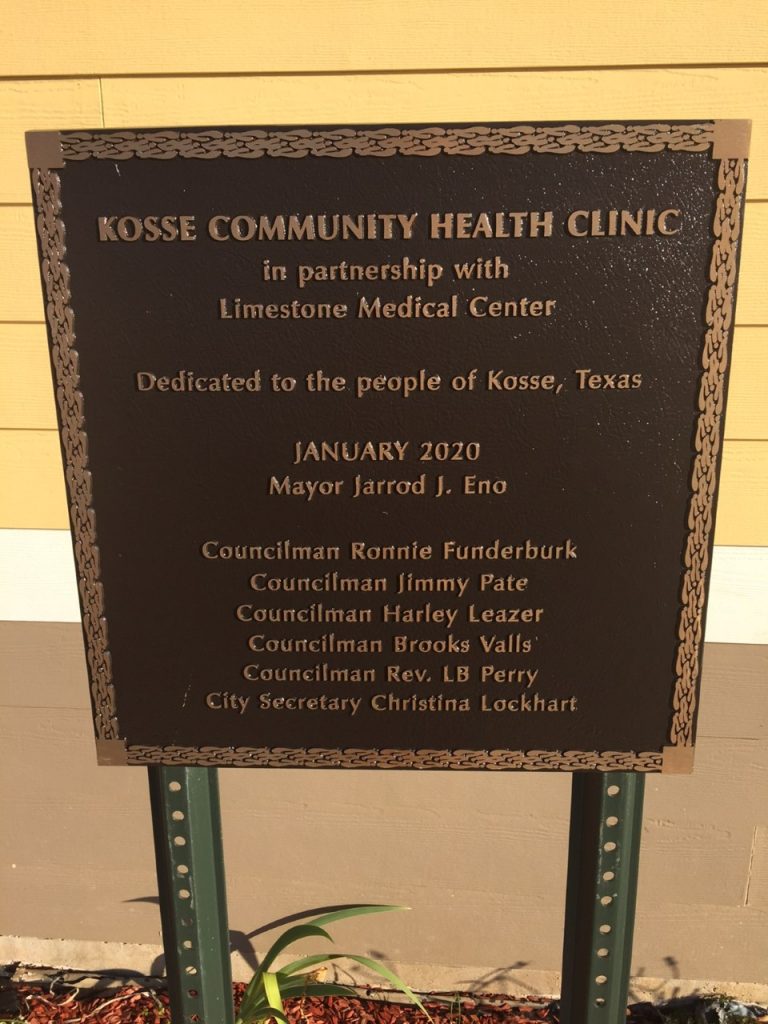 KOSSE COMMUNITY HEALTH CLINIC
in partnership with
Limestone Medical Center
Dedicated to the people of Kosse, Texas
JANUARY 2020
Mayor Jarrod J. Eno
Councilman Ronnie Funderburk
Councilman Jimmy Pate
Councilman Harley Leazer
Councilman Brooks Valls
Councilman Rev. LB Perry
City Secretary Christina Lockhart